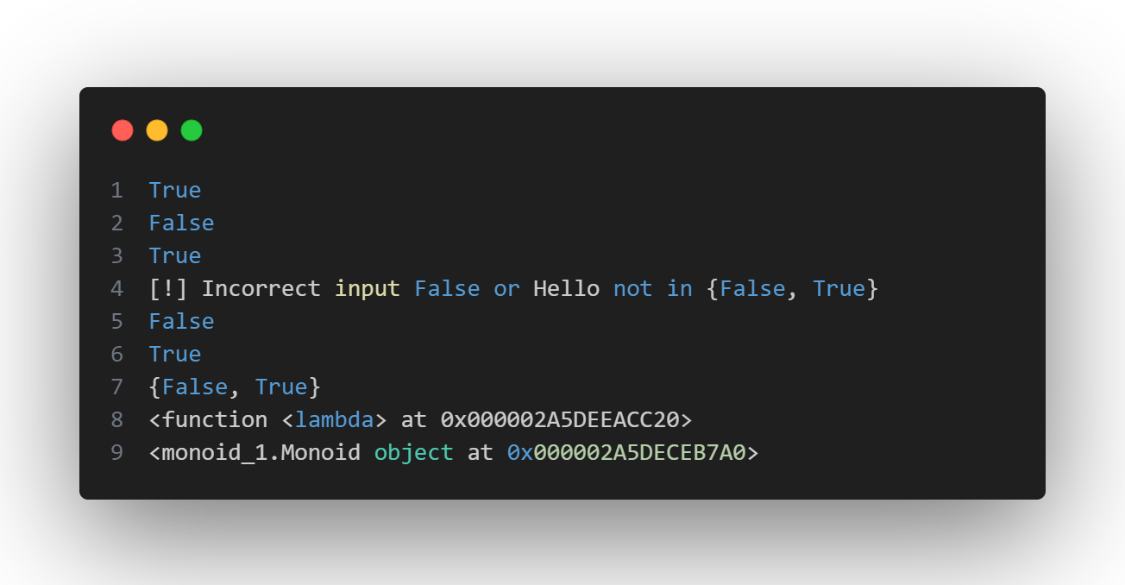 1 True
2 False
3 True
4 [!] Incorrect input False or Hello not in {False, True}
5 False
6 True
7 {False, True}
8 <function <lambda> at 0x000002A5DEEACC20>
9 <monoid_1.Monoid object at 0x000002A5DECEB7A0>